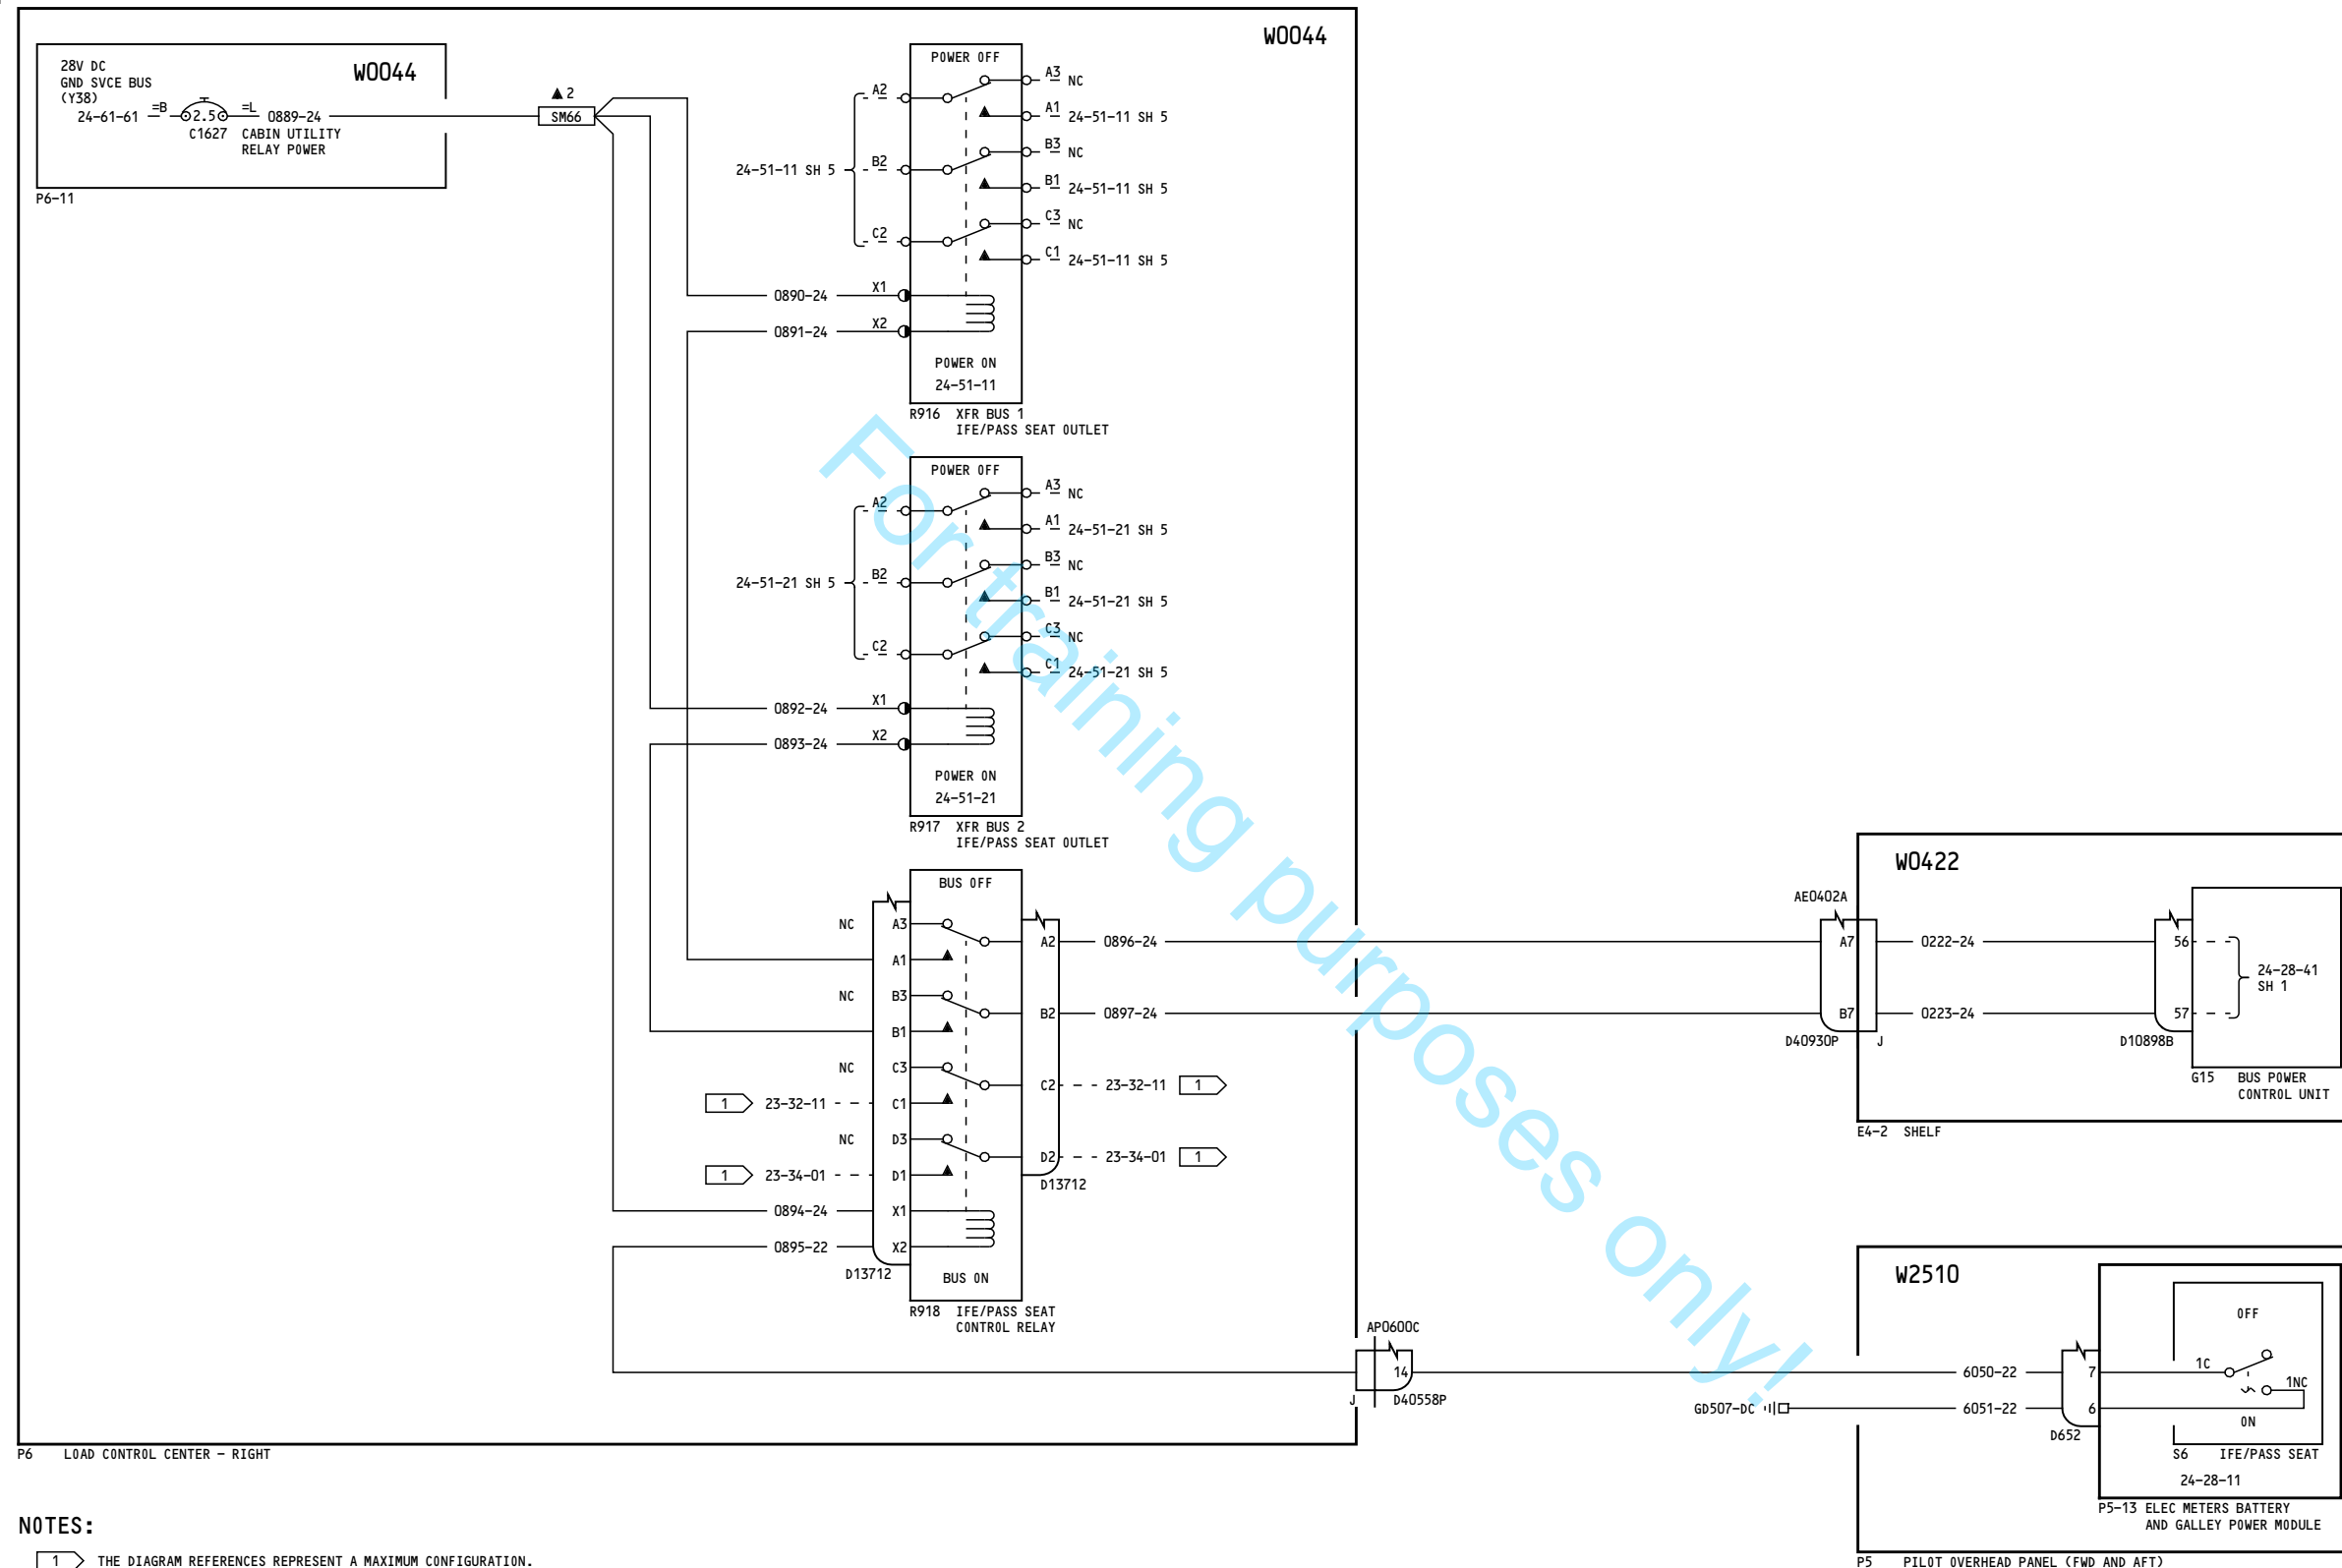 W0044
28V DC
GND SVCE BUS
(Y38)
W0044
24-61-61 =B 2.5 =L 0889-24
C1627 CABIN UTILITY
RELAY POWER
P6-11
▲ 2
SM66
POWER OFF
A3 NC
A2
A1 24-51-11 SH 5
B3 NC
24-51-11 SH 5 B2
B1 24-51-11 SH 5
C3 NC
C2
C1 24-51-11 SH 5
0890-24 X1
0891-24 X2
POWER ON
24-51-11
R916 XFR BUS 1
IFE/PASS SEAT OUTLET
POWER OFF
A3 NC
A2
A1 24-51-21 SH 5
B3 NC
24-51-21 SH 5 B2
B1 24-51-21 SH 5
C3 NC
C2
C1 24-51-21 SH 5
0892-24 X1
0893-24 X2
POWER ON
24-51-21
R917 XFR BUS 2
IFE/PASS SEAT OUTLET
BUS OFF
NC A3
A2 0896-24
A1
NC B3
B2 0897-24
B1
NC C3
C2 23-32-11 1
1 23-32-11 C1
NC D3
D2 23-34-01 1
1 23-34-01 D1
D13712
0894-24 X1
0895-22 X2
D13712
BUS ON
R918 IFE/PASS SEAT
CONTROL RELAY
W0422
AE0402A
A7 0222-24 56
24-28-41
SH 1
B7 0223-24 57
D40930P J D10898B
G15 BUS POWER
CONTROL UNIT
E4-2 SHELF
AP0600C
14
J D40558P
W2510
OFF
6050-22 7 1C
1NC
GD507-DC 6051-22 6
ON
D652
S6 IFE/PASS SEAT
24-28-11
P5-13 ELEC METERS BATTERY
AND GALLEY POWER MODULE
P5 PILOT OVERHEAD PANEL (FWD AND AFT)
P6 LOAD CONTROL CENTER - RIGHT
NOTES:
1 THE DIAGRAM REFERENCES REPRESENT A MAXIMUM CONFIGURATION.
For training purposes only!